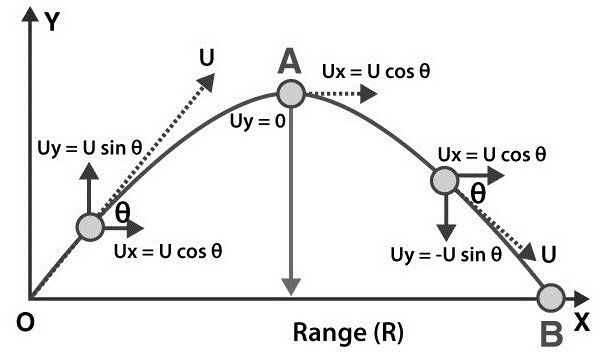 Y
U
A
Ux = U cos θ
Uy = 0
Uy = U sin θ
Ux = U cos θ
θ
θ
Ux = U cos θ
Uy = -U sin θ
U
O
B
X
Range (R)